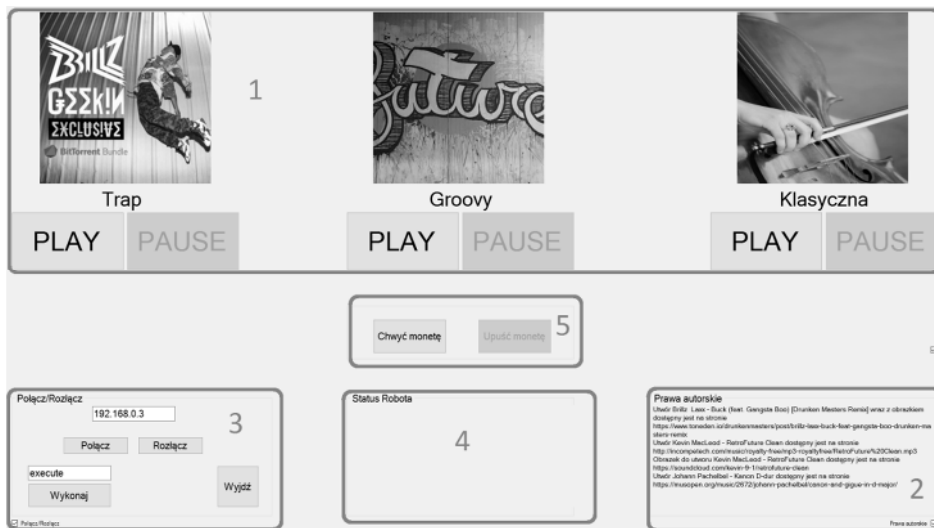 BRILLZ
GEEKIN
EXCLUSIVE
BitTorrent Bundle
future
1
Trap
Groovy
Klasyczna
PLAY
PAUSE
PLAY
PAUSE
PLAY
PAUSE
Chwyć monetę
Upuść monetę
5
Połącz/Rozłącz
192.168.0.3
3
Połącz
Rozłącz
execute
Wykonaj
Wyjdź
Połącz/Rozłącz
Status Robota
4
Prawa autorskie
Utwór Brillz Laxx - Buck (feat. Gangsta Boo) [Drunken Masters Remix] wraz z obrazkiem
dostępny jest na stronie
https://www.toneden.io/drunkenmasters/post/brillz-laxx-buck-feat-gangsta-boo-drunken-ma
sters-remix
Utwór Kevin MacLeod - RetroFuture Clean dostępny jest na stronie
http://incompetech.com/music/royalty-free/mp3-royaltyfree/RetroFuture%20Clean.mp3
Obrazek do utworu Kevin MacLeod - RetroFuture Clean dostępny jest na stronie
https://soundcloud.com/kevin-9-1/retrofuture-clean
Utwór Johann Pachelbel - Kanon D-dur dostępny jest na stronie
https://musopen.org/music/2672/johann-pachelbel/canon-and-gigue-in-d-major/
2
Prawa autorskie